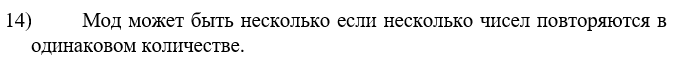 14) Мод может быть несколько если несколько чисел повторяются в
одинаковом количестве.